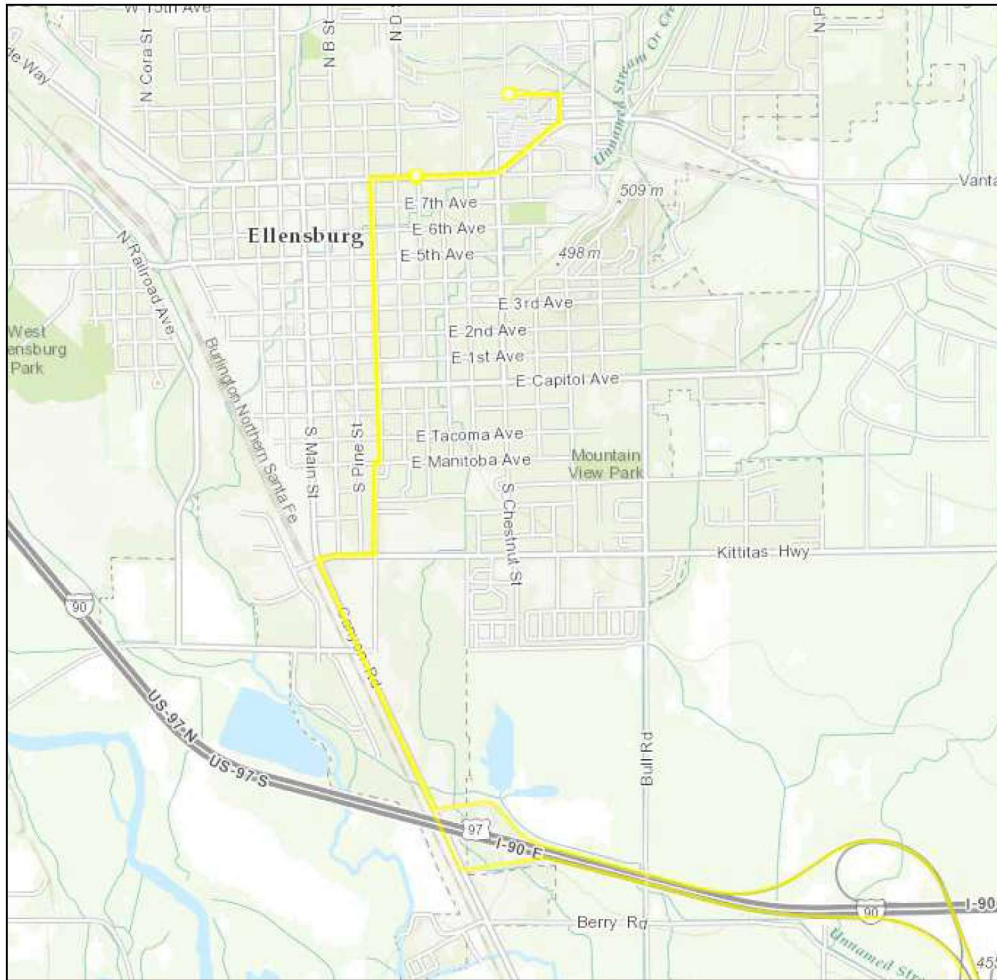 W 15th Ave
N Cora St
N B St
N D
N P
de Way
Unnamed Stream Or Cre
509 m
Vanta
E 7th Ave
Ellensburg
E 6th Ave
E 5th Ave
498 m
N Railroad Ave
E 3rd Ave
West
ensburg
Park
E 2nd Ave
E 1st Ave
E Capitol Ave
Burlington Northern Santa Fe
S Main St
S Pine St
E Tacoma Ave
E Manitoba Ave
Mountain
View Park
S Chestnut St
Kittitas Hwy
90
Canyon Rd
US-97 N
US-97 S
Bull Rd
97
I-90 E
90
I-90
Berry Rd
Unnamed Stre
455